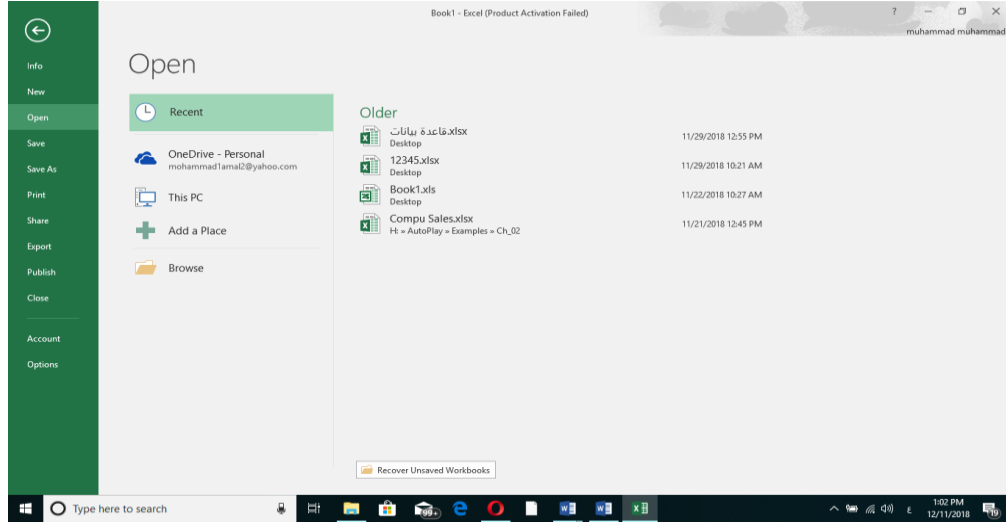 Book1 - Excel (Product Activation Failed)
?
muhammad muhammad
Info
New
Open
Save
Save As
Print
Share
Export
Publish
Close
Account
Options
Open
Recent
OneDrive - Personal
mohammad1amal2@yahoo.com
This PC
Add a Place
Browse
Older
قاعدة بيانات.xlsx
Desktop
11/29/2018 12:55 PM
12345.xlsx
Desktop
11/29/2018 10:21 AM
Book1.xls
Desktop
11/22/2018 10:27 AM
Compu Sales.xlsx
H: » AutoPlay » Examples » Ch_02
11/21/2018 12:45 PM
Recover Unsaved Workbooks
Type here to search
99+
ع
1:02 PM
12/11/2018
19